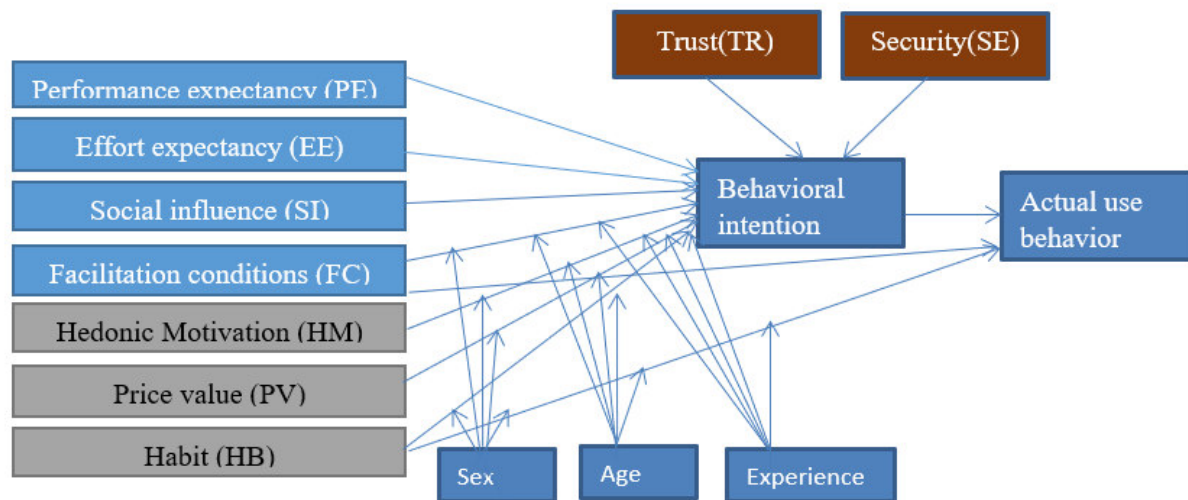 Trust(TR)
Security(SE)
Performance expectancy (PE)
Effort expectancy (EE)
Social influence (SI)
Facilitation conditions (FC)
Hedonic Motivation (HM)
Price value (PV)
Habit (HB)
Behavioral
intention
Actual use
behavior
Sex
Age
Experience